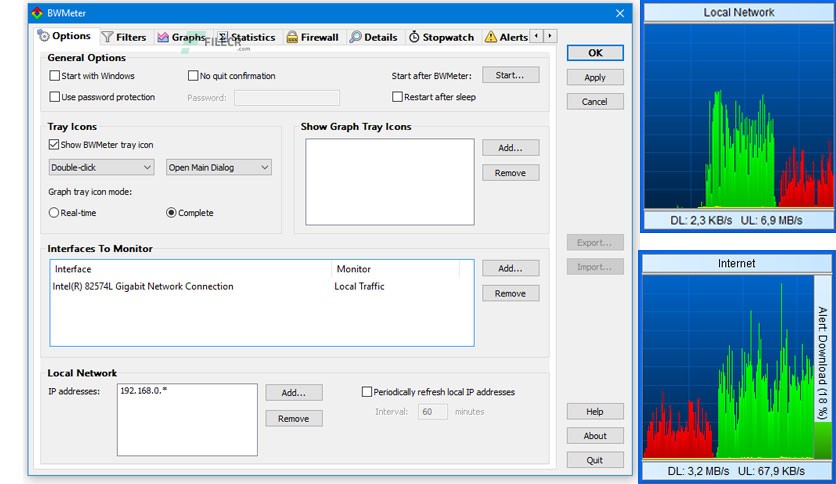 BWMeter
Options Filters Graphs Statistics Firewall Details Stopwatch Alerts
FILECR
.com
General Options
Start with Windows No quit confirmation Start after BWMeter: Start...
Use password protection Password: Restart after sleep
Tray Icons
Show BWMeter tray icon
Double-click Open Main Dialog
Graph tray icon mode:
Real-time Complete
Show Graph Tray Icons
Add...
Remove
Interfaces To Monitor
Interface Monitor
Intel(R) 82574L Gigabit Network Connection Local Traffic
Add...
Remove
Local Network
IP addresses: 192.168.0.*
Add...
Remove
Periodically refresh local IP addresses
Interval: 60 minutes
OK
Apply
Cancel
Export...
Import...
Help
About
Quit
Local Network
DL: 2,3 KB/s UL: 6,9 MB/s
Internet
Alert: Download (18 %)
DL: 3,2 MB/s UL: 67,9 KB/s